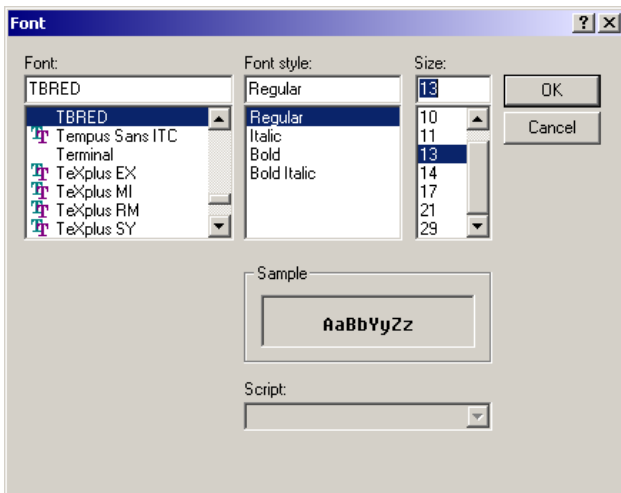 Font
Font:
TBRED
TBRED
Tempus Sans ITC
Terminal
TeXplus EX
TeXplus MI
TeXplus RM
TeXplus SY
Font style:
Regular
Regular
Italic
Bold
Bold Italic
Size:
13
10
11
13
14
17
21
29
OK
Cancel
Sample
AaBbYyZz
Script: